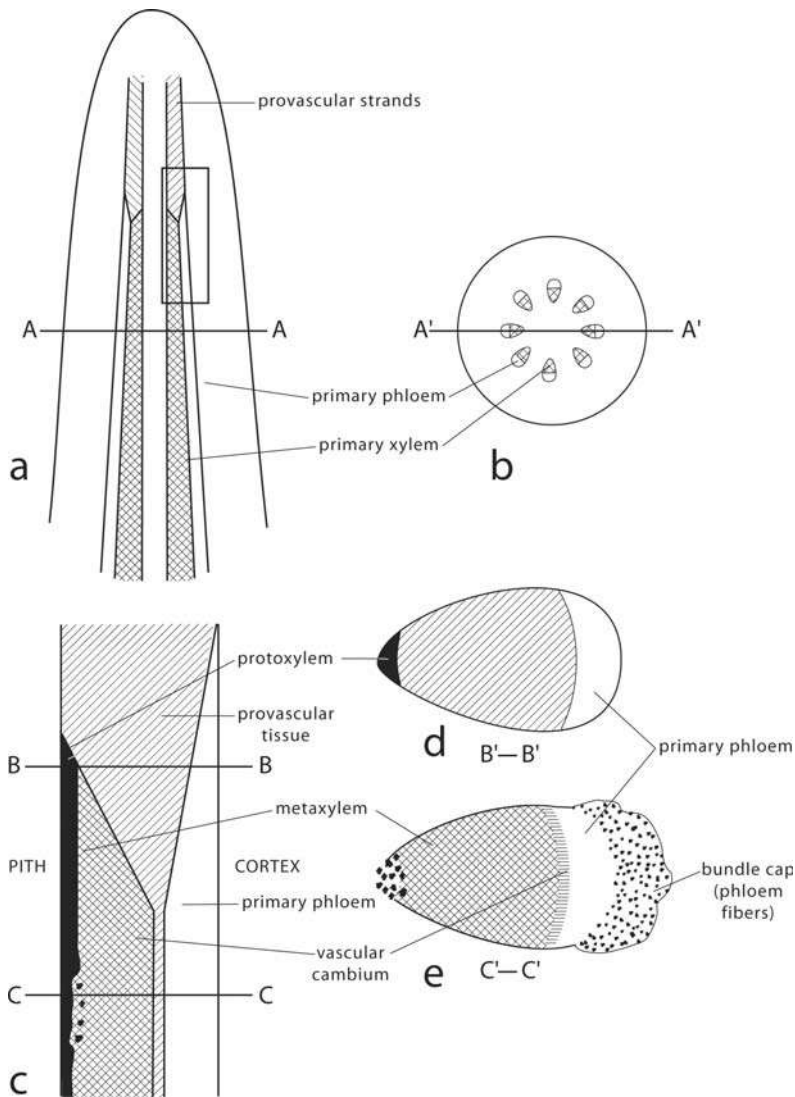 provascular strands
A
A
A'
A'
primary phloem
primary xylem
a
b
protoxylem
provascular
tissue
d
B'—B'
primary phloem
B
B
metaxylem
PITH
CORTEX
primary phloem
bundle cap
(phloem
fibers)
vascular
cambium
e
C'—C'
C
C
c